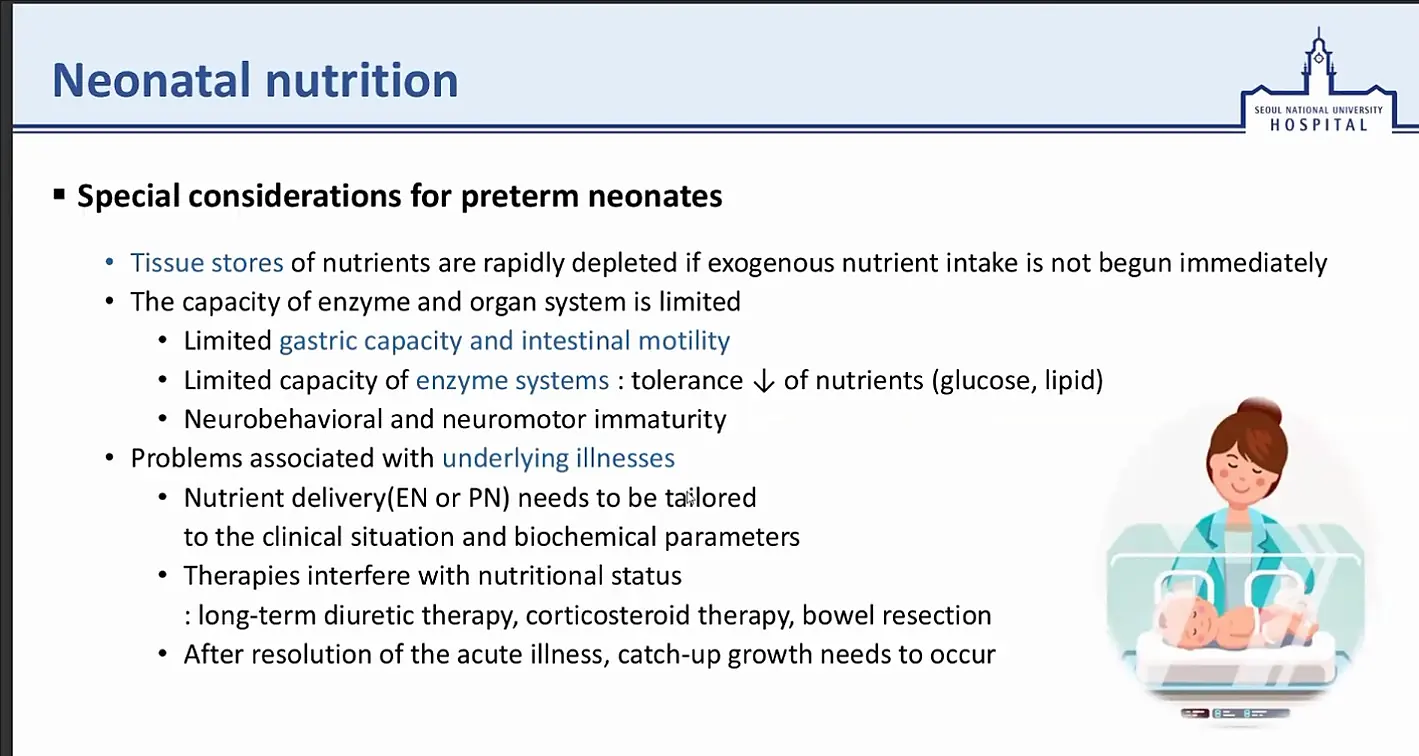 Neonatal nutrition
SEOUL NATIONAL UNIVERSITY
HOSPITAL
▪ Special considerations for preterm neonates
• Tissue stores of nutrients are rapidly depleted if exogenous nutrient intake is not begun immediately
• The capacity of enzyme and organ system is limited
• Limited gastric capacity and intestinal motility
• Limited capacity of enzyme systems : tolerance ↓ of nutrients (glucose, lipid)
• Neurobehavioral and neuromotor immaturity
• Problems associated with underlying illnesses
• Nutrient delivery(EN or PN) needs to be tailored
to the clinical situation and biochemical parameters
• Therapies interfere with nutritional status
: long-term diuretic therapy, corticosteroid therapy, bowel resection
• After resolution of the acute illness, catch-up growth needs to occur